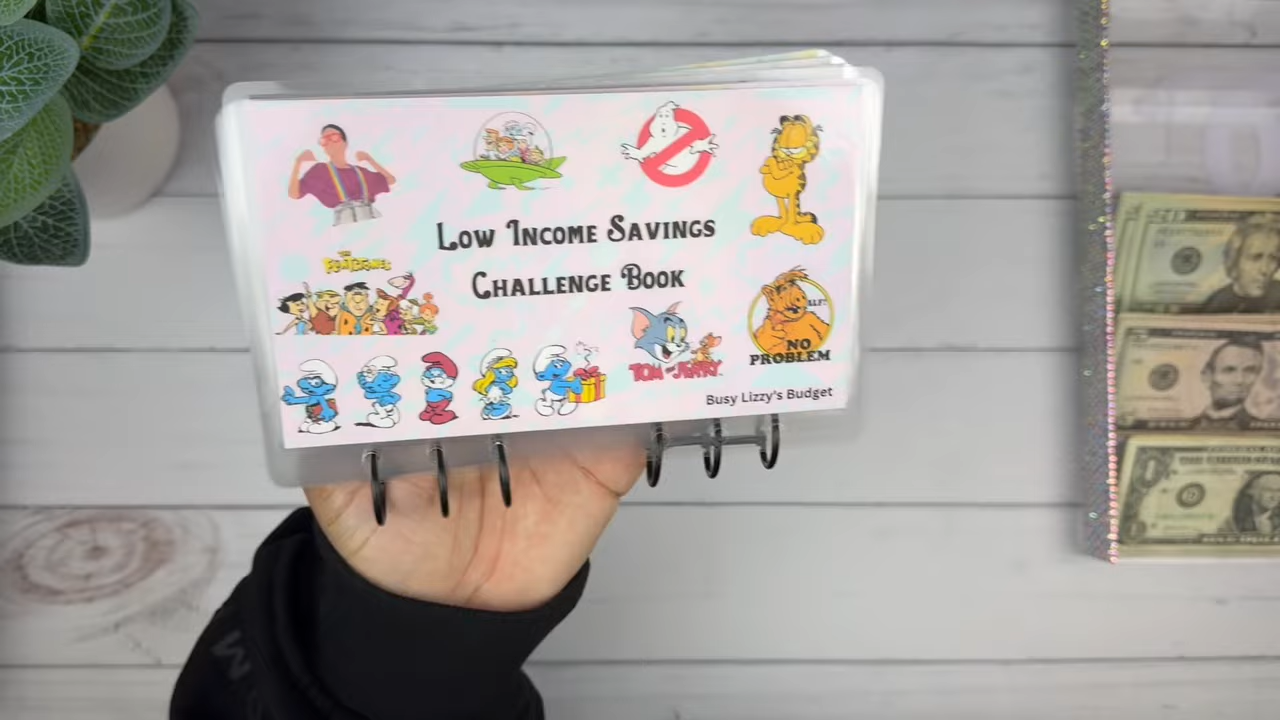 Low Income Savings
Challenge Book
THE
FLINTSTONES
ALF!
NO
PROBLEM
TOM AND JERRY
Busy Lizzy's Budget
M